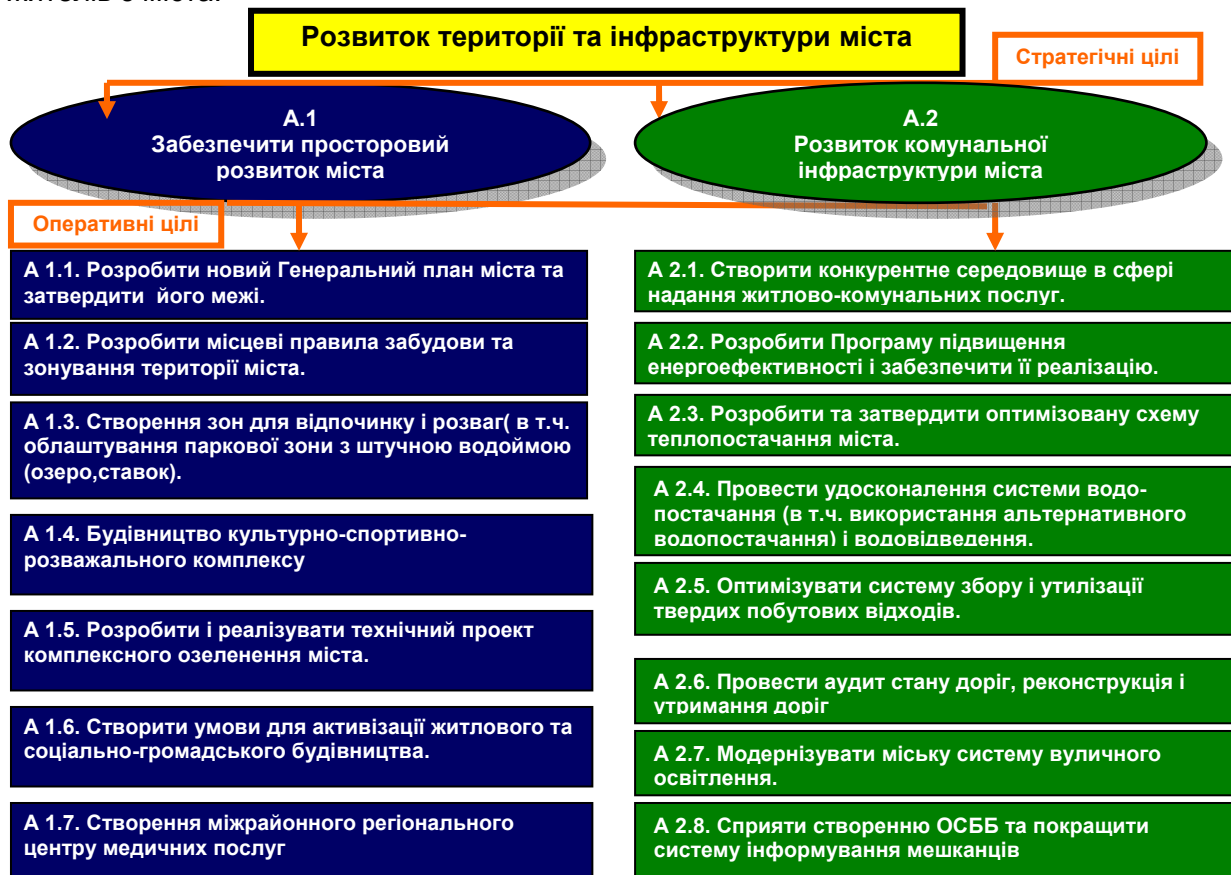 Розвиток території та інфраструктури міста
Стратегічні цілі
А.1
Забезпечити просторовий
розвиток міста
А.2
Розвиток комунальної
інфраструктури міста
Оперативні цілі
А 1.1. Розробити новий Генеральний план міста та
затвердити його межі.
А 1.2. Розробити місцеві правила забудови та
зонування території міста.
А 1.3. Створення зон для відпочинку і розваг( в т.ч.
облаштування паркової зони з штучною водоймою
(озеро,ставок).
А 1.4. Будівництво культурно-спортивно-
розважального комплексу
А 1.5. Розробити і реалізувати технічний проект
комплексного озеленення міста.
А 1.6. Створити умови для активізації житлового та
соціально-громадського будівництва.
А 1.7. Створення міжрайонного регіонального
центру медичних послуг
А 2.1. Створити конкурентне середовище в сфері
надання житлово-комунальних послуг.
А 2.2. Розробити Програму підвищення
енергоефективності і забезпечити її реалізацію.
А 2.3. Розробити та затвердити оптимізовану схему
теплопостачання міста.
А 2.4. Провести удосконалення системи водо-
постачання (в т.ч. використання альтернативного
водопостачання) і водовідведення.
А 2.5. Оптимізувати систему збору і утилізації
твердих побутових відходів.
А 2.6. Провести аудит стану доріг, реконструкція і
утримання доріг
А 2.7. Модернізувати міську систему вуличного
освітлення.
А 2.8. Сприяти створенню ОСББ та покращити
систему інформування мешканців